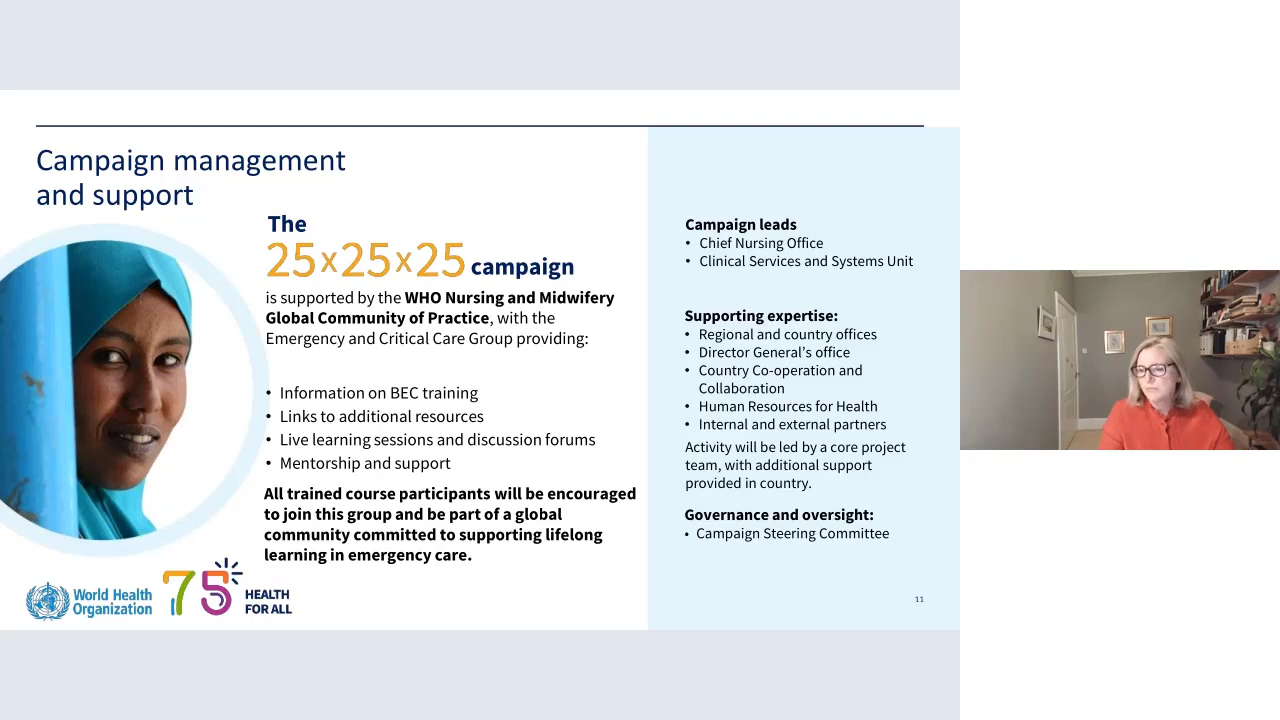 Campaign management
and support
The
25x25x25 campaign
is supported by the WHO Nursing and Midwifery
Global Community of Practice, with the
Emergency and Critical Care Group providing:
• Information on BEC training
• Links to additional resources
• Live learning sessions and discussion forums
• Mentorship and support
All trained course participants will be encouraged
to join this group and be part of a global
community committed to supporting lifelong
learning in emergency care.
World Health
Organization
75
HEALTH
FOR ALL
Campaign leads
• Chief Nursing Office
• Clinical Services and Systems Unit
Supporting expertise:
• Regional and country offices
• Director General's office
• Country Co-operation and
Collaboration
• Human Resources for Health
• Internal and external partners
Activity will be led by a core project
team, with additional support
provided in country.
Governance and oversight:
• Campaign Steering Committee
11